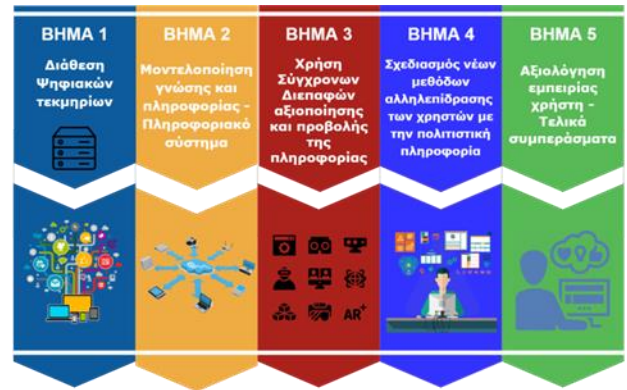 ΒΗΜΑ 1
Διάθεση
Ψηφιακών
τεκμηρίων
ΒΗΜΑ 2
Μοντελοποίηση
γνώσης και
πληροφορίας -
Πληροφοριακό
σύστημα
ΒΗΜΑ 3
Χρήση
Σύγχρονων
Διεπαφών
αξιοποίησης
και προβολής
της
πληροφορίας
ΒΗΜΑ 4
Σχεδιασμός νέων
μεθόδων
αλληλεπίδρασης
των χρηστών με
την πολιτιστική
πληροφορία
ΒΗΜΑ 5
Αξιολόγηση
εμπειρίας
χρήστη -
Τελικά
συμπεράσματα
AR+